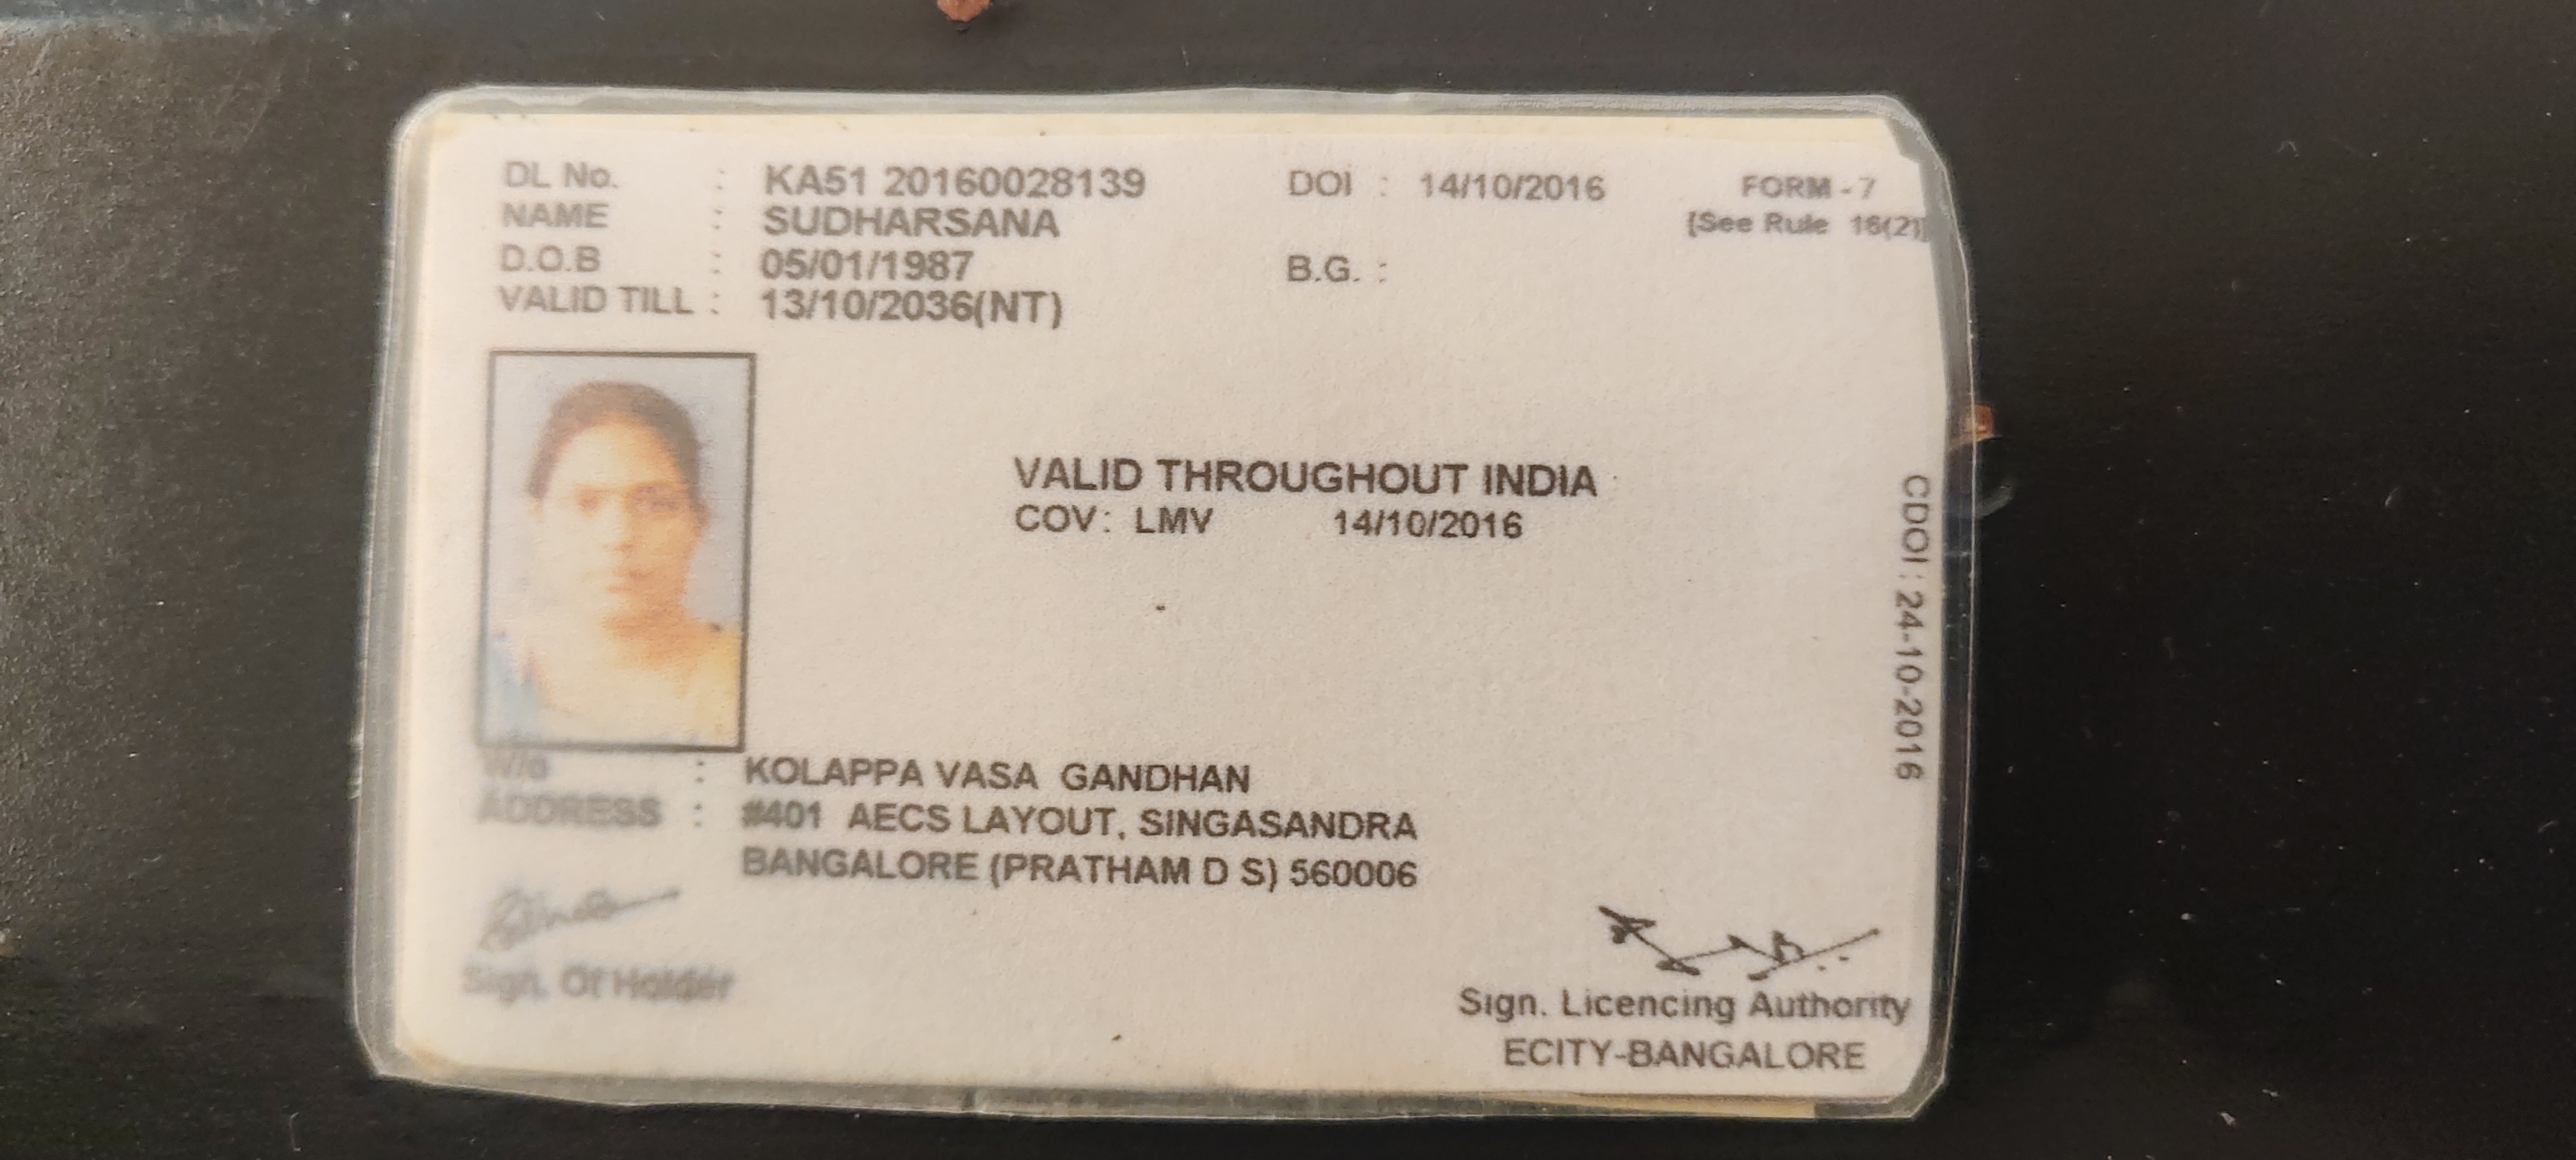 DL No. : KA51 20160028139 DOI : 14/10/2016 FORM - 7
NAME : SUDHARSANA [See Rule 16(2)]
D.O.B : 05/01/1987 B.G. :
VALID TILL : 13/10/2036(NT)
VALID THROUGHOUT INDIA
COV: LMV 14/10/2016
CDOI : 24-10-2016
W/o : KOLAPPA VASA GANDHAN
ADDRESS : #401 AECS LAYOUT, SINGASANDRA
BANGALORE (PRATHAM D S) 560006
Sign. Of Holder
Sign. Licencing Authority
ECITY-BANGALORE